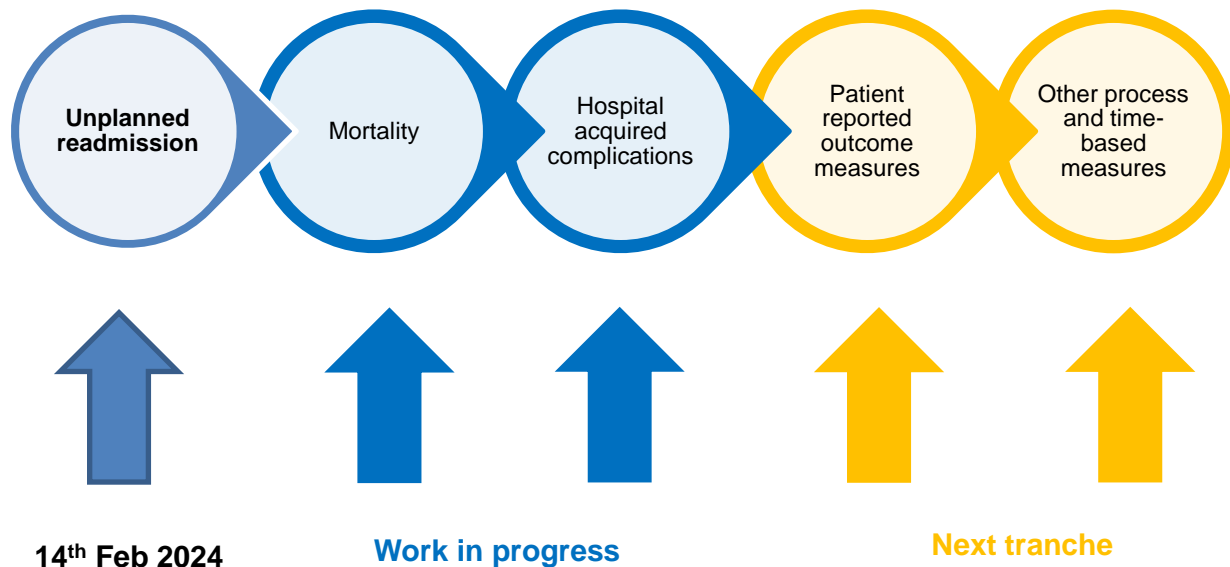 Unplanned
readmission
Mortality
Hospital
acquired
complications
Patient
reported
outcome
measures
Other process
and time-
based
measures
14th Feb 2024
Work in progress
Next tranche